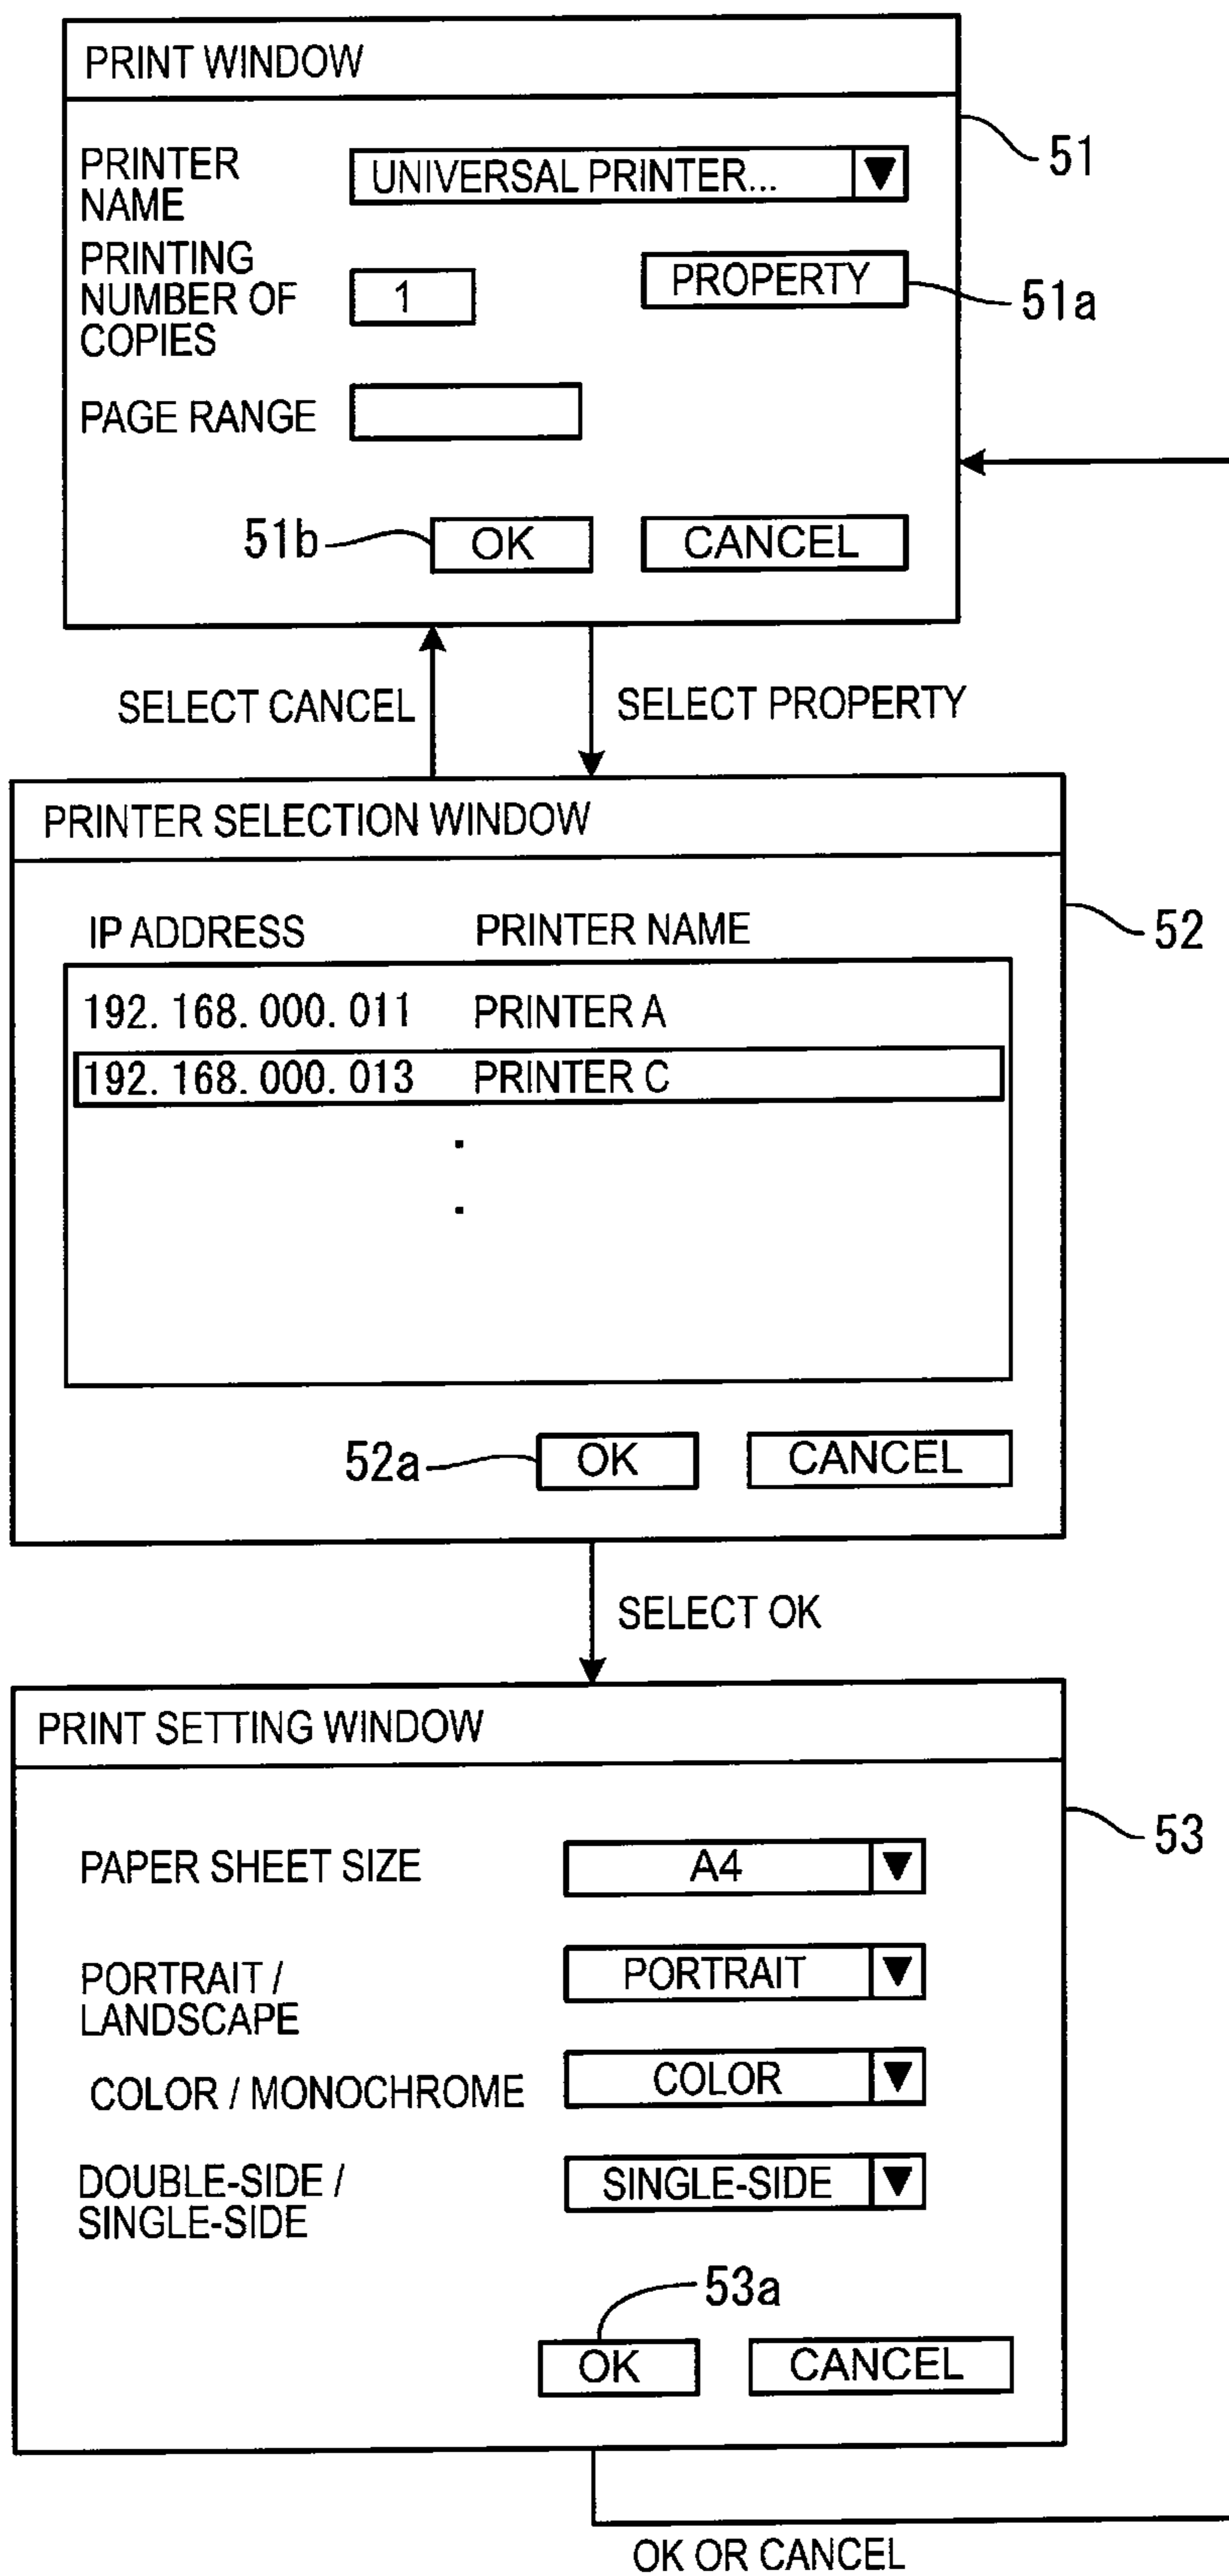 PRINT WINDOW
51
PRINTER
NAME
UNIVERSAL PRINTER...
PRINTING
NUMBER OF
COPIES
1
PROPERTY
51a
PAGE RANGE
51b
OK
CANCEL
SELECT CANCEL
SELECT PROPERTY
PRINTER SELECTION WINDOW
52
IP ADDRESS PRINTER NAME
192. 168. 000. 011 PRINTER A
192. 168. 000. 013 PRINTER C
.
.
52a
OK
CANCEL
SELECT OK
PRINT SETTING WINDOW
53
PAPER SHEET SIZE
A4
PORTRAIT /
LANDSCAPE
PORTRAIT
COLOR / MONOCHROME
COLOR
DOUBLE-SIDE /
SINGLE-SIDE
SINGLE-SIDE
53a
OK
CANCEL
OK OR CANCEL